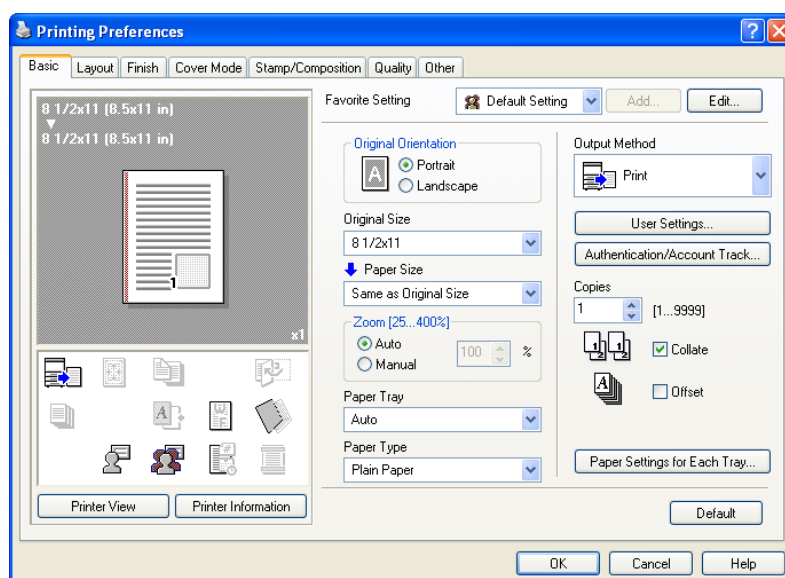 Printing Preferences
Basic Layout Finish Cover Mode Stamp/Composition Quality Other
8 1/2x11 (8.5x11 in)
8 1/2x11 (8.5x11 in)
1
x1
Printer View Printer Information
Favorite Setting Default Setting Add... Edit...
Original Orientation
A
Portrait
Landscape
Original Size
8 1/2x11
Paper Size
Same as Original Size
Zoom [25...400%]
Auto
Manual
100 %
Paper Tray
Auto
Paper Type
Plain Paper
Output Method
Print
User Settings...
Authentication/Account Track...
Copies
1 [1...9999]
Collate
Offset
Paper Settings for Each Tray...
Default
OK Cancel Help